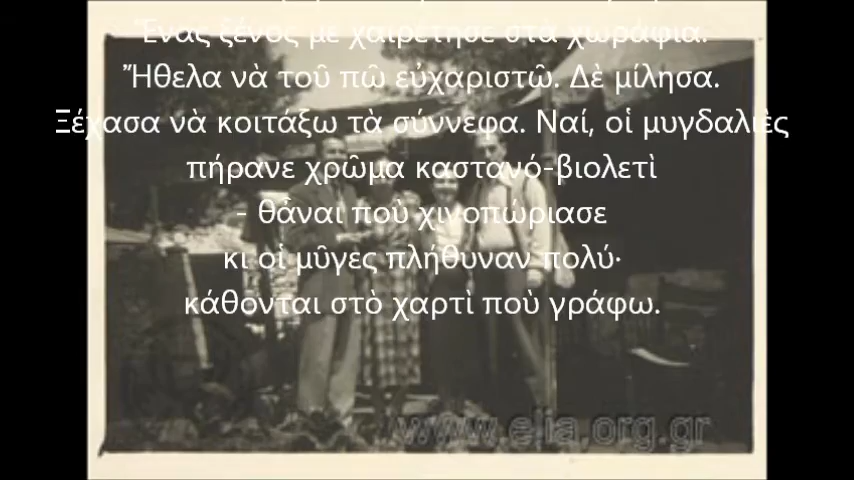 Ἕνας ξένος μὲ χαιρέτησε στὰ χωράφια.
Ἤθελα νὰ τοῦ πῶ εὐχαριστῶ. Δὲ μίλησα.
Ξέχασα νὰ κοιτάξω τὰ σύννεφα. Ναί, οἱ μυγδαλιὲς
πήρανε χρῶμα καστανό-βιολετὶ
- θἆναι ποὺ χινοπώριασε
κι οἱ μῦγες πλήθυναν πολύ·
κάθονται στὸ χαρτὶ ποὺ γράφω.
www.elia.org.gr